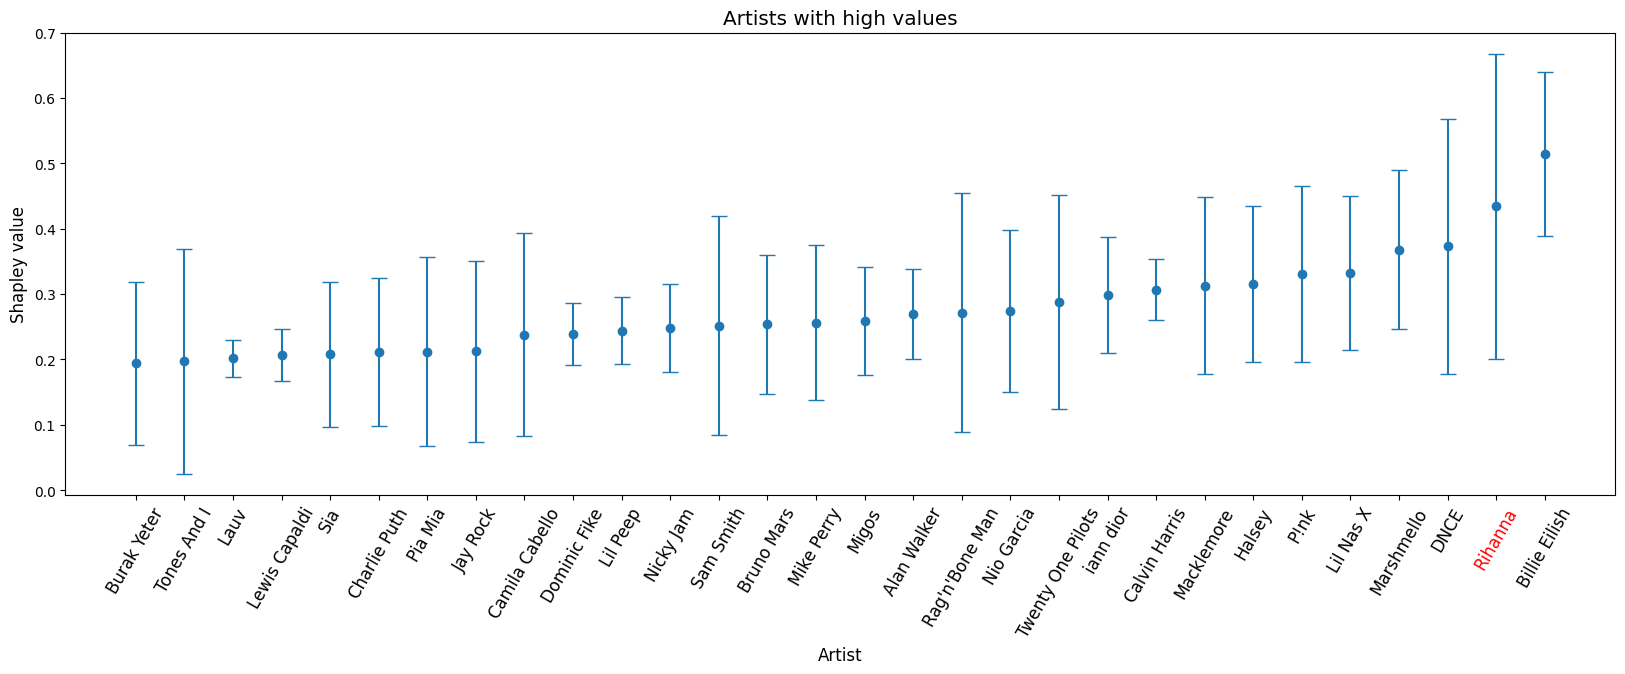 Artists with high values
Shapley value
0.7
0.6
0.5
0.4
0.3
0.2
0.1
0.0
Burak Yeter
Tones And I
Lauv
Lewis Capaldi
Sia
Charlie Puth
Pia Mia
Jay Rock
Camila Cabello
Dominic Fike
Lil Peep
Nicky Jam
Sam Smith
Bruno Mars
Mike Perry
Migos
Alan Walker
Rag'n'Bone Man
Nio Garcia
Twenty One Pilots
iann dior
Calvin Harris
Macklemore
Halsey
P!nk
Lil Nas X
Marshmello
DNCE
Rihanna
Billie Eilish
Artist